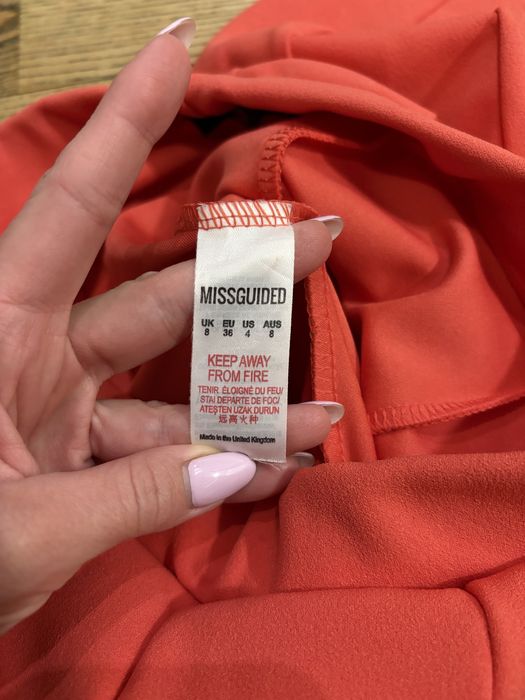 MISSGUIDED
UK EU US AUS
8 36 4 8
KEEP AWAY
FROM FIRE
TENIR ÉLOIGNÉ DU FEU/
STAI DEPARTE DE FOC/
ATEȘTEN UZAK DURUN
远离火种
Made in the United Kingdom